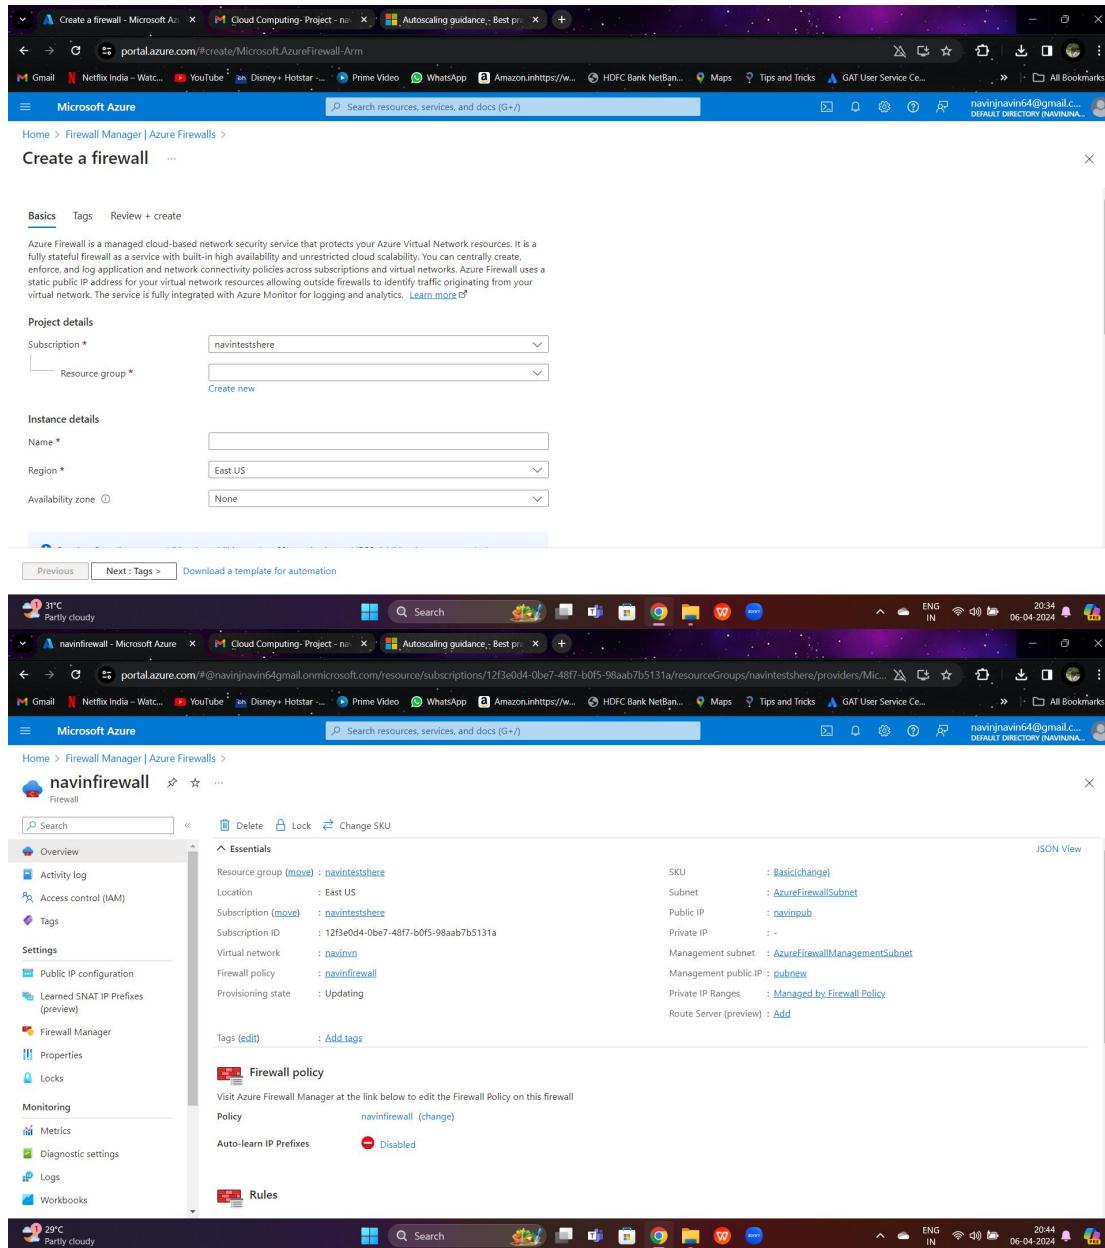 Create a firewall - Microsoft Az
Cloud Computing- Project - na
Autoscaling guidance - Best pra
portal.azure.com/#create/Microsoft.AzureFirewall-Arm
Gmail
Netflix India – Watc...
YouTube
Disney+ Hotstar -...
Prime Video
WhatsApp
Amazon.inhttps://w...
HDFC Bank NetBan...
Maps
Tips and Tricks
GAT User Service Ce...
»
All Bookmarks
Microsoft Azure
Search resources, services, and docs (G+/)
navinjnavin64@gmail.c...
DEFAULT DIRECTORY (NAVINJNA...
Home > Firewall Manager | Azure Firewalls >
Create a firewall ...
Basics Tags Review + create
Azure Firewall is a managed cloud-based network security service that protects your Azure Virtual Network resources. It is a
fully stateful firewall as a service with built-in high availability and unrestricted cloud scalability. You can centrally create,
enforce, and log application and network connectivity policies across subscriptions and virtual networks. Azure Firewall uses a
static public IP address for your virtual network resources allowing outside firewalls to identify traffic originating from your
virtual network. The service is fully integrated with Azure Monitor for logging and analytics. Learn more
Project details
Subscription * navintestshere
Resource group *
Create new
Instance details
Name *
Region * East US
Availability zone None
Previous Next : Tags > Download a template for automation
1
31°C
Partly cloudy
Search
ENG
IN
20:34
06-04-2024
navinfirewall - Microsoft Azure
Cloud Computing- Project - na
Autoscaling guidance - Best pra
portal.azure.com/#@navinjnavin64gmail.onmicrosoft.com/resource/subscriptions/12f3e0d4-0be7-48f7-b0f5-98aab7b5131a/resourceGroups/navintestshere/providers/Mic...
Gmail
Netflix India – Watc...
YouTube
Disney+ Hotstar -...
Prime Video
WhatsApp
Amazon.inhttps://w...
HDFC Bank NetBan...
Maps
Tips and Tricks
GAT User Service Ce...
»
All Bookmarks
Microsoft Azure
Search resources, services, and docs (G+/)
navinjnavin64@gmail.c...
DEFAULT DIRECTORY (NAVINJNA...
Home > Firewall Manager | Azure Firewalls >
navinfirewall ...
Firewall
Search
Overview
Activity log
Access control (IAM)
Tags
Settings
Public IP configuration
Learned SNAT IP Prefixes
(preview)
Firewall Manager
Properties
Locks
Monitoring
Metrics
Diagnostic settings
Logs
Workbooks
Delete Lock Change SKU
Essentials
JSON View
Resource group (move) : navintestshere
Location : East US
Subscription (move) : navintestshere
Subscription ID : 12f3e0d4-0be7-48f7-b0f5-98aab7b5131a
Virtual network : navinvn
Firewall policy : navinfirewall
Provisioning state : Updating
SKU : Basic(change)
Subnet : AzureFirewallSubnet
Public IP : navinpub
Private IP : -
Management subnet : AzureFirewallManagementSubnet
Management public IP : pubnew
Private IP Ranges : Managed by Firewall Policy
Route Server (preview) : Add
Tags (edit) : Add tags
Firewall policy
Visit Azure Firewall Manager at the link below to edit the Firewall Policy on this firewall
Policy navinfirewall (change)
Auto-learn IP Prefixes Disabled
Rules
1
29°C
Partly cloudy
Search
ENG
IN
20:44
06-04-2024